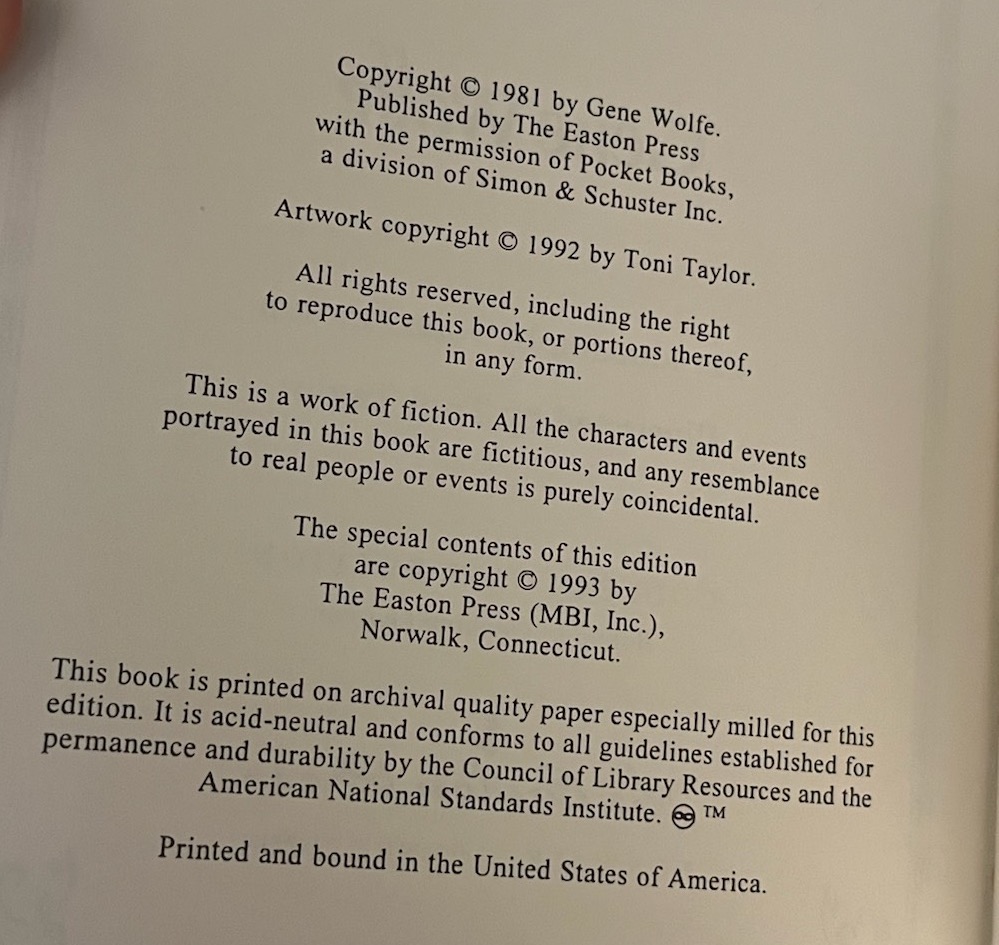 Copyright © 1981 by Gene Wolfe.
Published by The Easton Press
with the permission of Pocket Books,
a division of Simon & Schuster Inc.
Artwork copyright © 1992 by Toni Taylor.
All rights reserved, including the right
to reproduce this book, or portions thereof,
in any form.
This is a work of fiction. All the characters and events
portrayed in this book are fictitious, and any resemblance
to real people or events is purely coincidental.
The special contents of this edition
are copyright © 1993 by
The Easton Press (MBI, Inc.),
Norwalk, Connecticut.
This book is printed on archival quality paper especially milled for this
edition. It is acid-neutral and conforms to all guidelines established for
permanence and durability by the Council of Library Resources and the
American National Standards Institute. ♾ ™
Printed and bound in the United States of America.